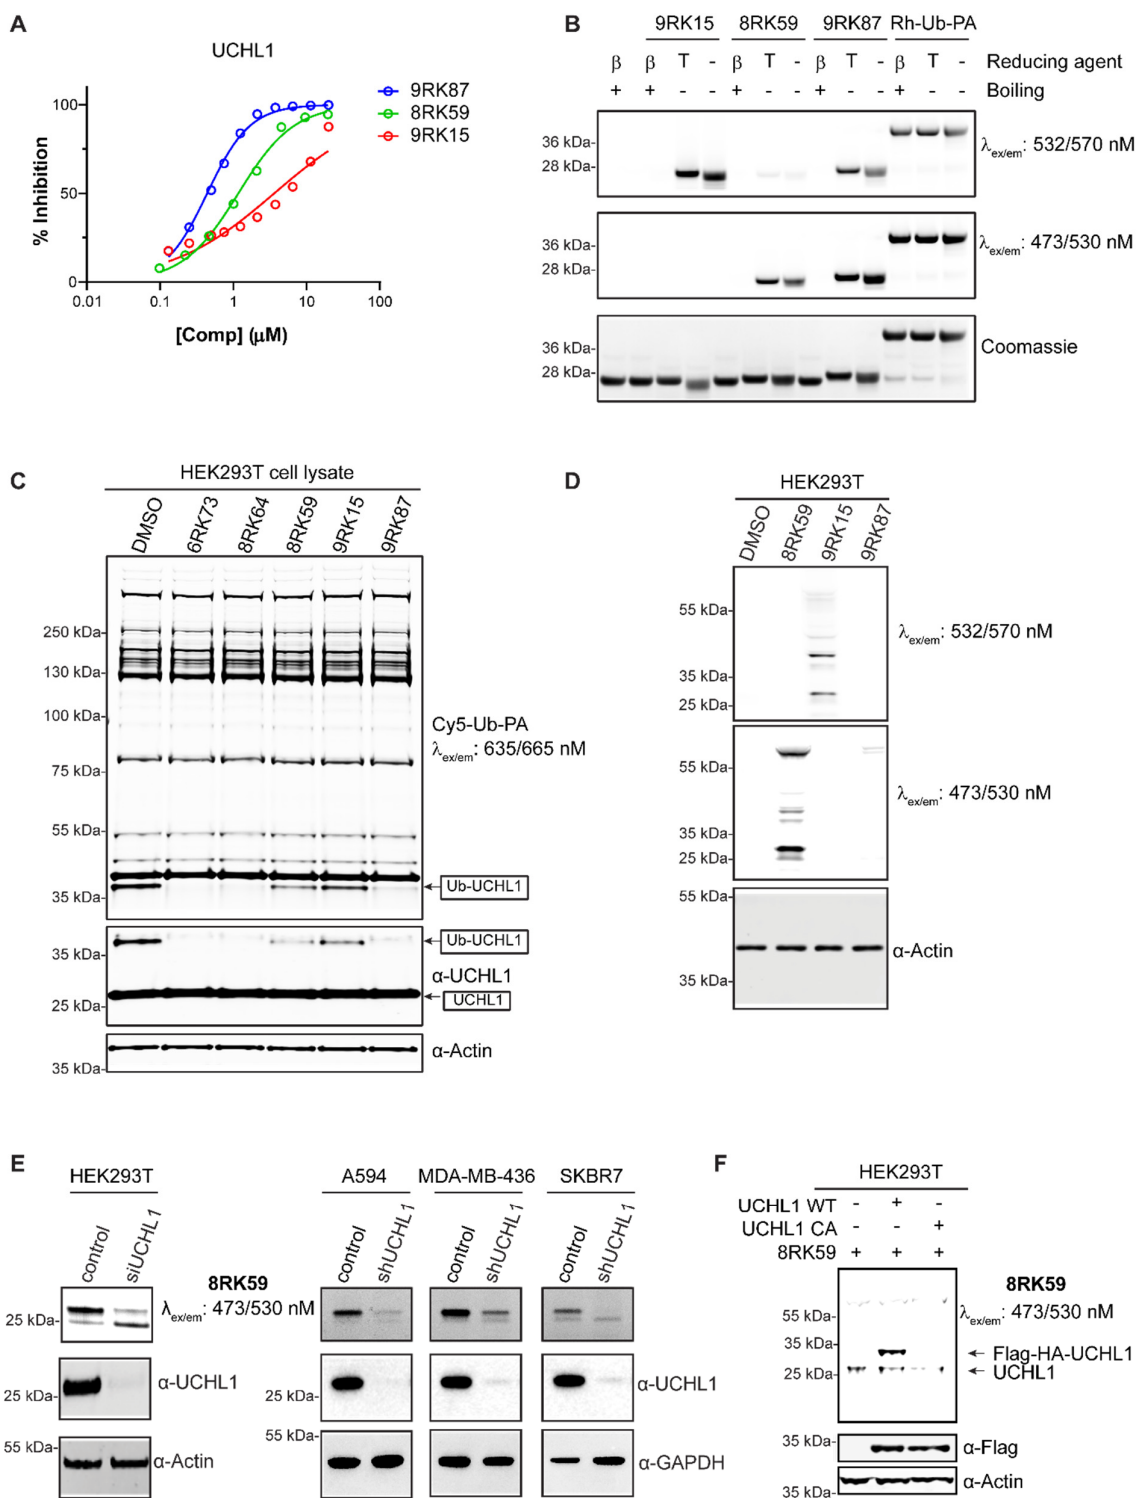 A
UCHL1
100
50
0
% Inhibition
0.01 0.1 1 10 100
[Comp] (μM)
9RK87
8RK59
9RK15
B
9RK15 8RK59 9RK87 Rh-Ub-PA
β β T - β T - β T - β T - Reducing agent
+ + - - + - - + - - + - - Boiling
36 kDa-
28 kDa-
λex/em: 532/570 nM
36 kDa-
28 kDa-
λex/em: 473/530 nM
36 kDa-
28 kDa-
Coomassie
C
HEK293T cell lysate
DMSO 6RK73 8RK64 8RK59 9RK15 9RK87
250 kDa-
130 kDa-
100 kDa-
75 kDa-
55 kDa-
35 kDa-
Cy5-Ub-PA
λex/em: 635/665 nM
Ub-UCHL1
35 kDa-
25 kDa-
Ub-UCHL1
α-UCHL1
UCHL1
35 kDa-
α-Actin
D
HEK293T
DMSO 8RK59 9RK15 9RK87
55 kDa-
35 kDa-
25 kDa-
λex/em: 532/570 nM
55 kDa-
35 kDa-
25 kDa-
λex/em: 473/530 nM
55 kDa-
35 kDa-
α-Actin
E
HEK293T
control siUCHL1
25 kDa-
8RK59
λex/em: 473/530 nM
25 kDa-
α-UCHL1
55 kDa-
α-Actin
A594 MDA-MB-436 SKBR7
control shUCHL1 control shUCHL1 control shUCHL1
25 kDa-
α-UCHL1
55 kDa-
α-GAPDH
F
HEK293T
UCHL1 WT - + -
UCHL1 CA - - +
8RK59 + + +
55 kDa-
35 kDa-
25 kDa-
8RK59
λex/em: 473/530 nM
Flag-HA-UCHL1
UCHL1
35 kDa-
α-Flag
35 kDa-
α-Actin